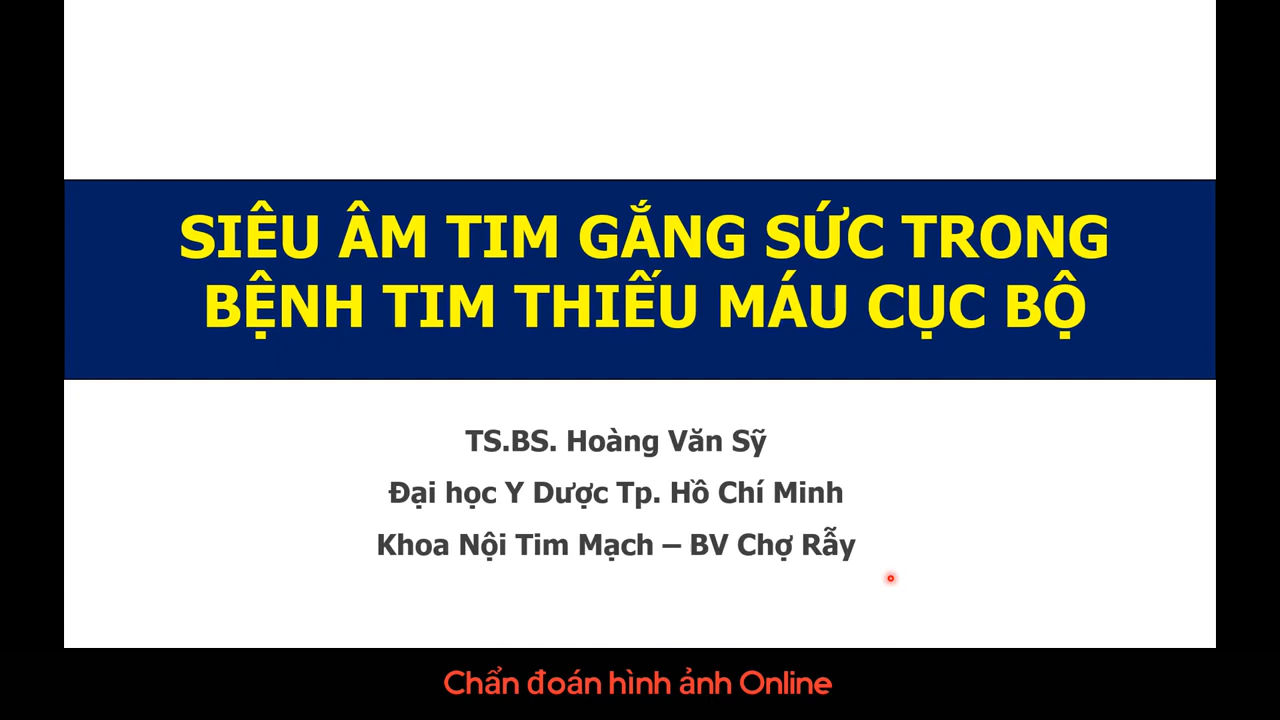 SIÊU ÂM TIM GẮNG SỨC TRONG
BỆNH TIM THIẾU MÁU CỤC BỘ
TS.BS. Hoàng Văn Sỹ
Đại học Y Dược Tp. Hồ Chí Minh
Khoa Nội Tim Mạch – BV Chợ Rẫy
Chẩn đoán hình ảnh Online